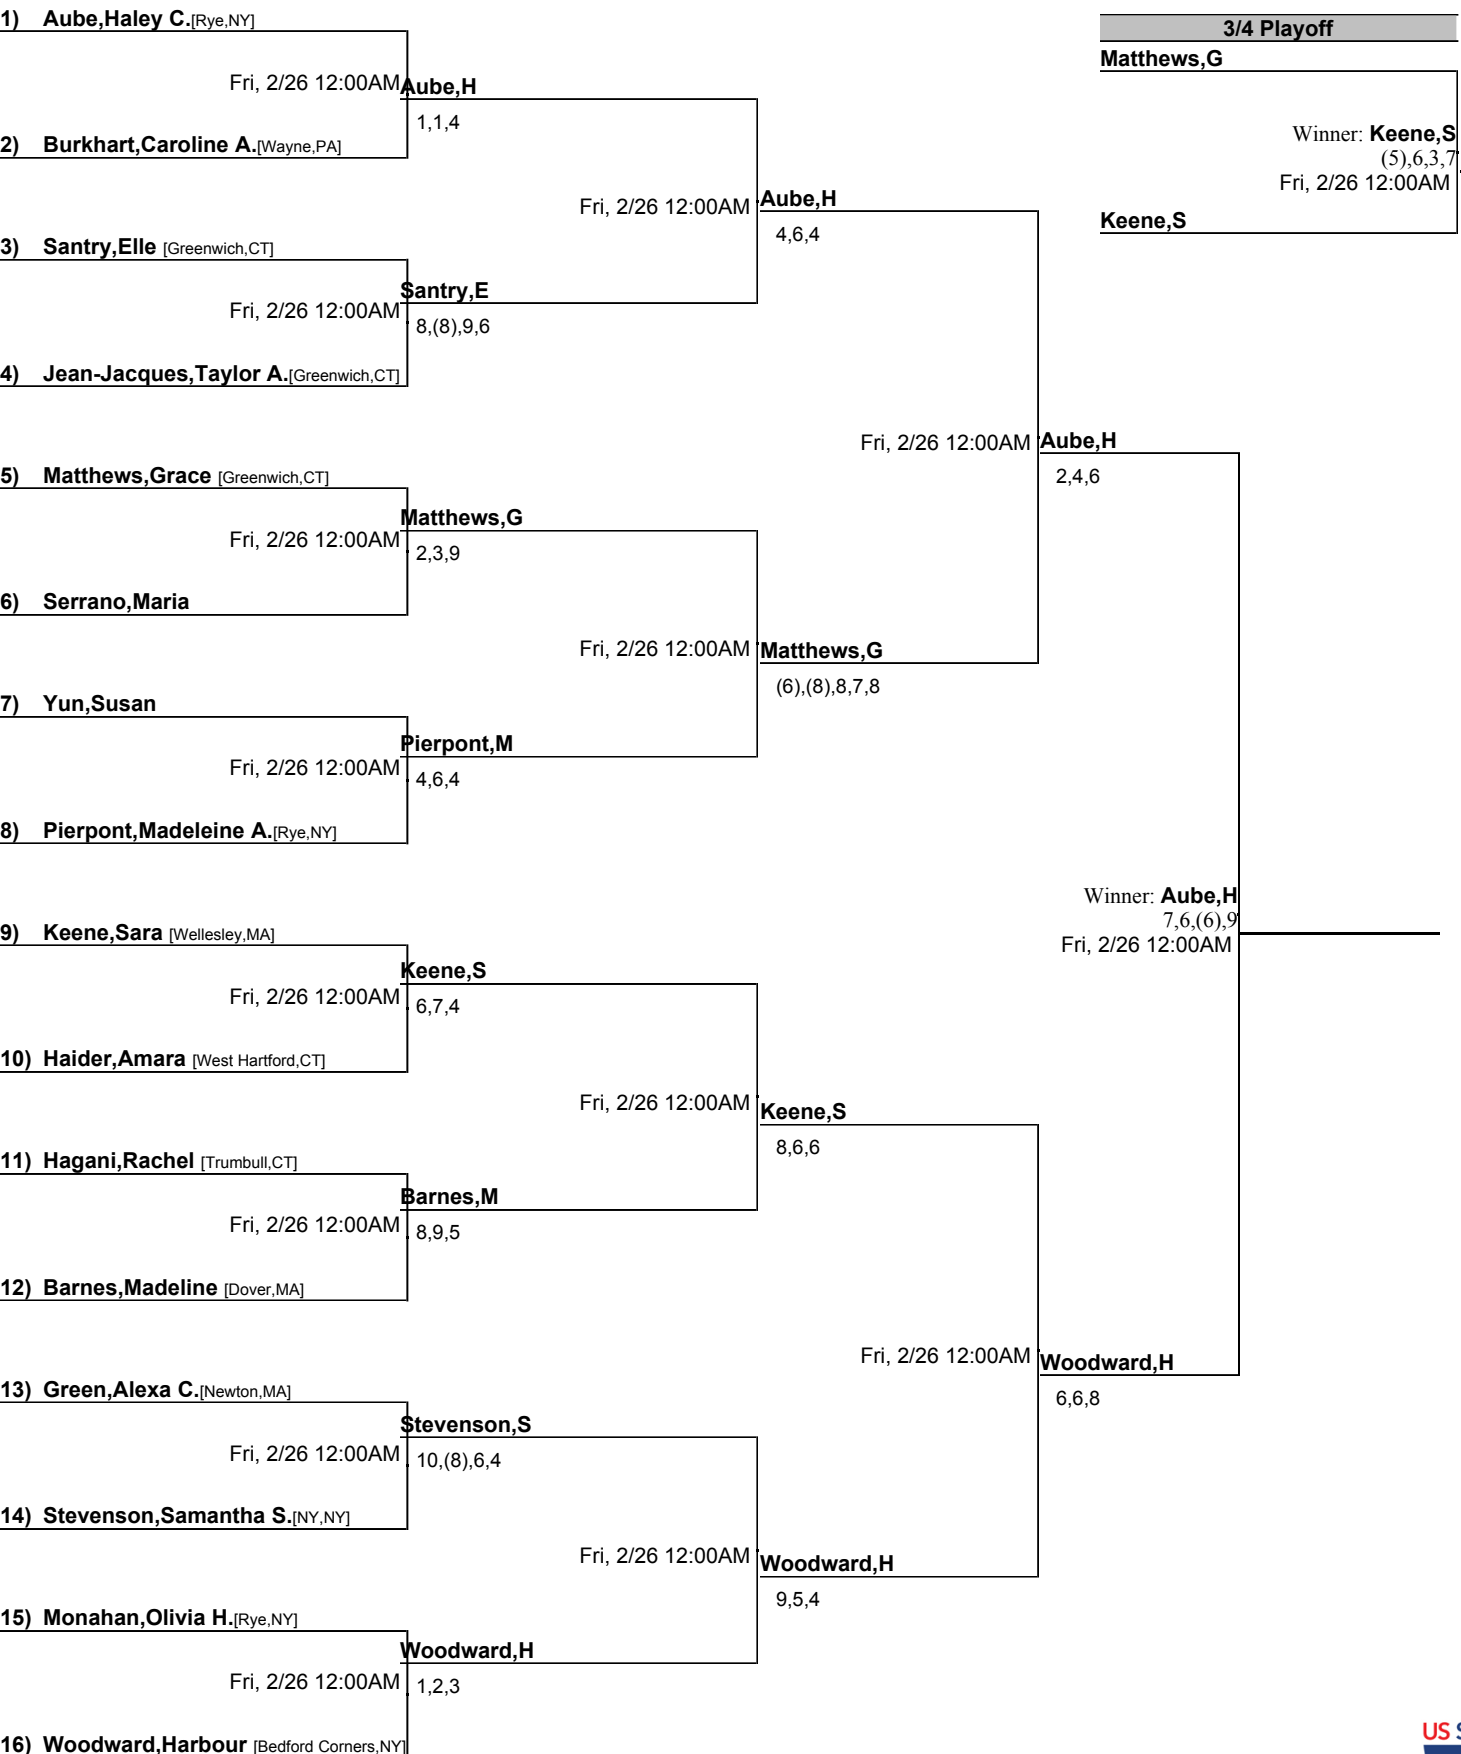 1) Aube,Haley C.[Rye,NY]
3/4 Playoff
Matthews,G
Fri, 2/26 12:00AM
Aube,H
1,1,4
Winner: Keene,S
(5),6,3,7
Fri, 2/26 12:00AM
2) Burkhart,Caroline A.[Wayne,PA]
Fri, 2/26 12:00AM
Aube,H
4,6,4
Keene,S
3) Santry,Elle [Greenwich,CT]
Santry,E
Fri, 2/26 12:00AM
8,(8),9,6
4) Jean-Jacques,Taylor A.[Greenwich,CT]
Fri, 2/26 12:00AM
Aube,H
2,4,6
5) Matthews,Grace [Greenwich,CT]
Matthews,G
Fri, 2/26 12:00AM
2,3,9
6) Serrano,Maria
Fri, 2/26 12:00AM
Matthews,G
(6),(8),8,7,8
7) Yun,Susan
Pierpont,M
Fri, 2/26 12:00AM
4,6,4
8) Pierpont,Madeleine A.[Rye,NY]
Winner: Aube,H
7,6,(6),9
Fri, 2/26 12:00AM
9) Keene,Sara [Wellesley,MA]
Keene,S
Fri, 2/26 12:00AM
6,7,4
10) Haider,Amara [West Hartford,CT]
Fri, 2/26 12:00AM
Keene,S
8,6,6
11) Hagani,Rachel [Trumbull,CT]
Barnes,M
Fri, 2/26 12:00AM
8,9,5
12) Barnes,Madeline [Dover,MA]
Fri, 2/26 12:00AM
Woodward,H
6,6,8
13) Green,Alexa C.[Newton,MA]
Stevenson,S
Fri, 2/26 12:00AM
10,(8),6,4
14) Stevenson,Samantha S.[NY,NY]
Fri, 2/26 12:00AM
Woodward,H
9,5,4
15) Monahan,Olivia H.[Rye,NY]
Woodward,H
Fri, 2/26 12:00AM
1,2,3
16) Woodward,Harbour [Bedford Corners,NY]
US